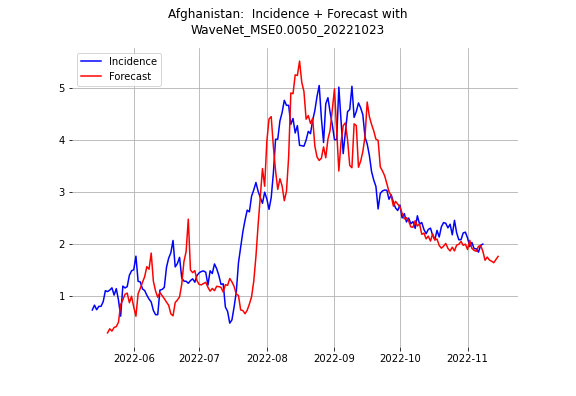 Afghanistan:  Incidence + Forecast with
WaveNet_MSE0.0050_20221023
Incidence
Forecast
5
4
3
2
1
2022-06
2022-07
2022-08
2022-09
2022-10
2022-11